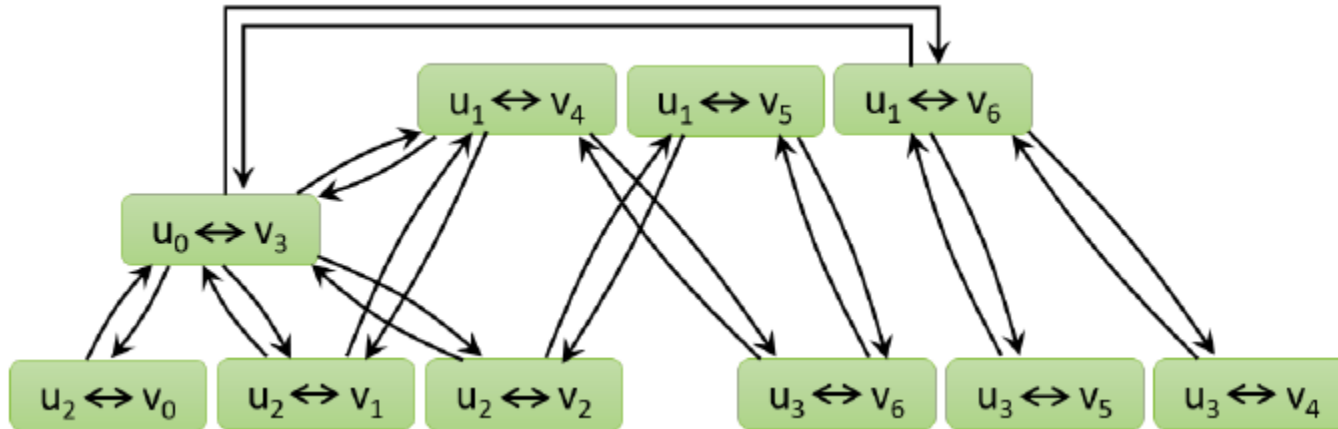 u₁ ↔ v₄ u₁ ↔ v₅ u₁ ↔ v₆
u₀ ↔ v₃
u₂ ↔ v₀ u₂ ↔ v₁ u₂ ↔ v₂ u₃ ↔ v₆ u₃ ↔ v₅ u₃ ↔ v₄